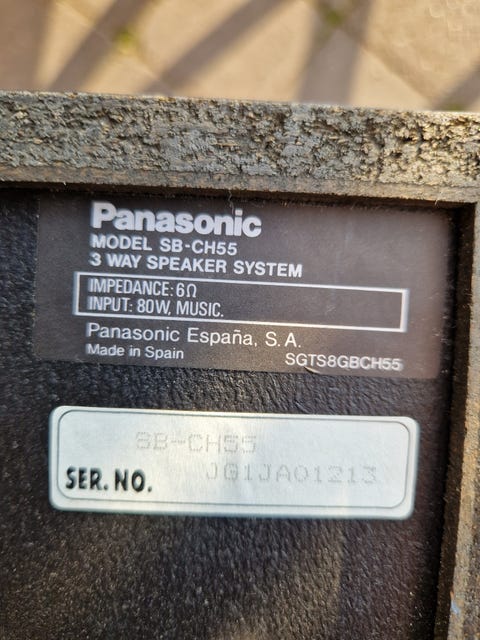 Panasonic
MODEL SB-CH55
3 WAY SPEAKER SYSTEM
IMPEDANCE: 6Ω
INPUT: 80W, MUSIC.
Panasonic España, S.A.
Made in Spain
SGTS8GBCH55
SB-CH55
SER. NO. JG1JA01213